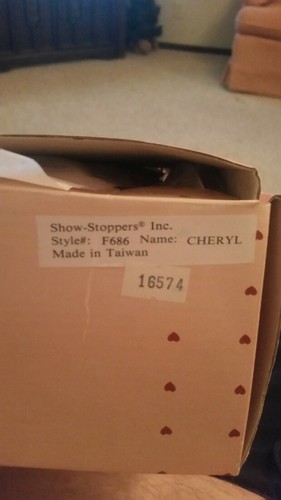 Show-Stoppers® Inc.
Style#: F686 Name: CHERYL
Made in Taiwan
16574